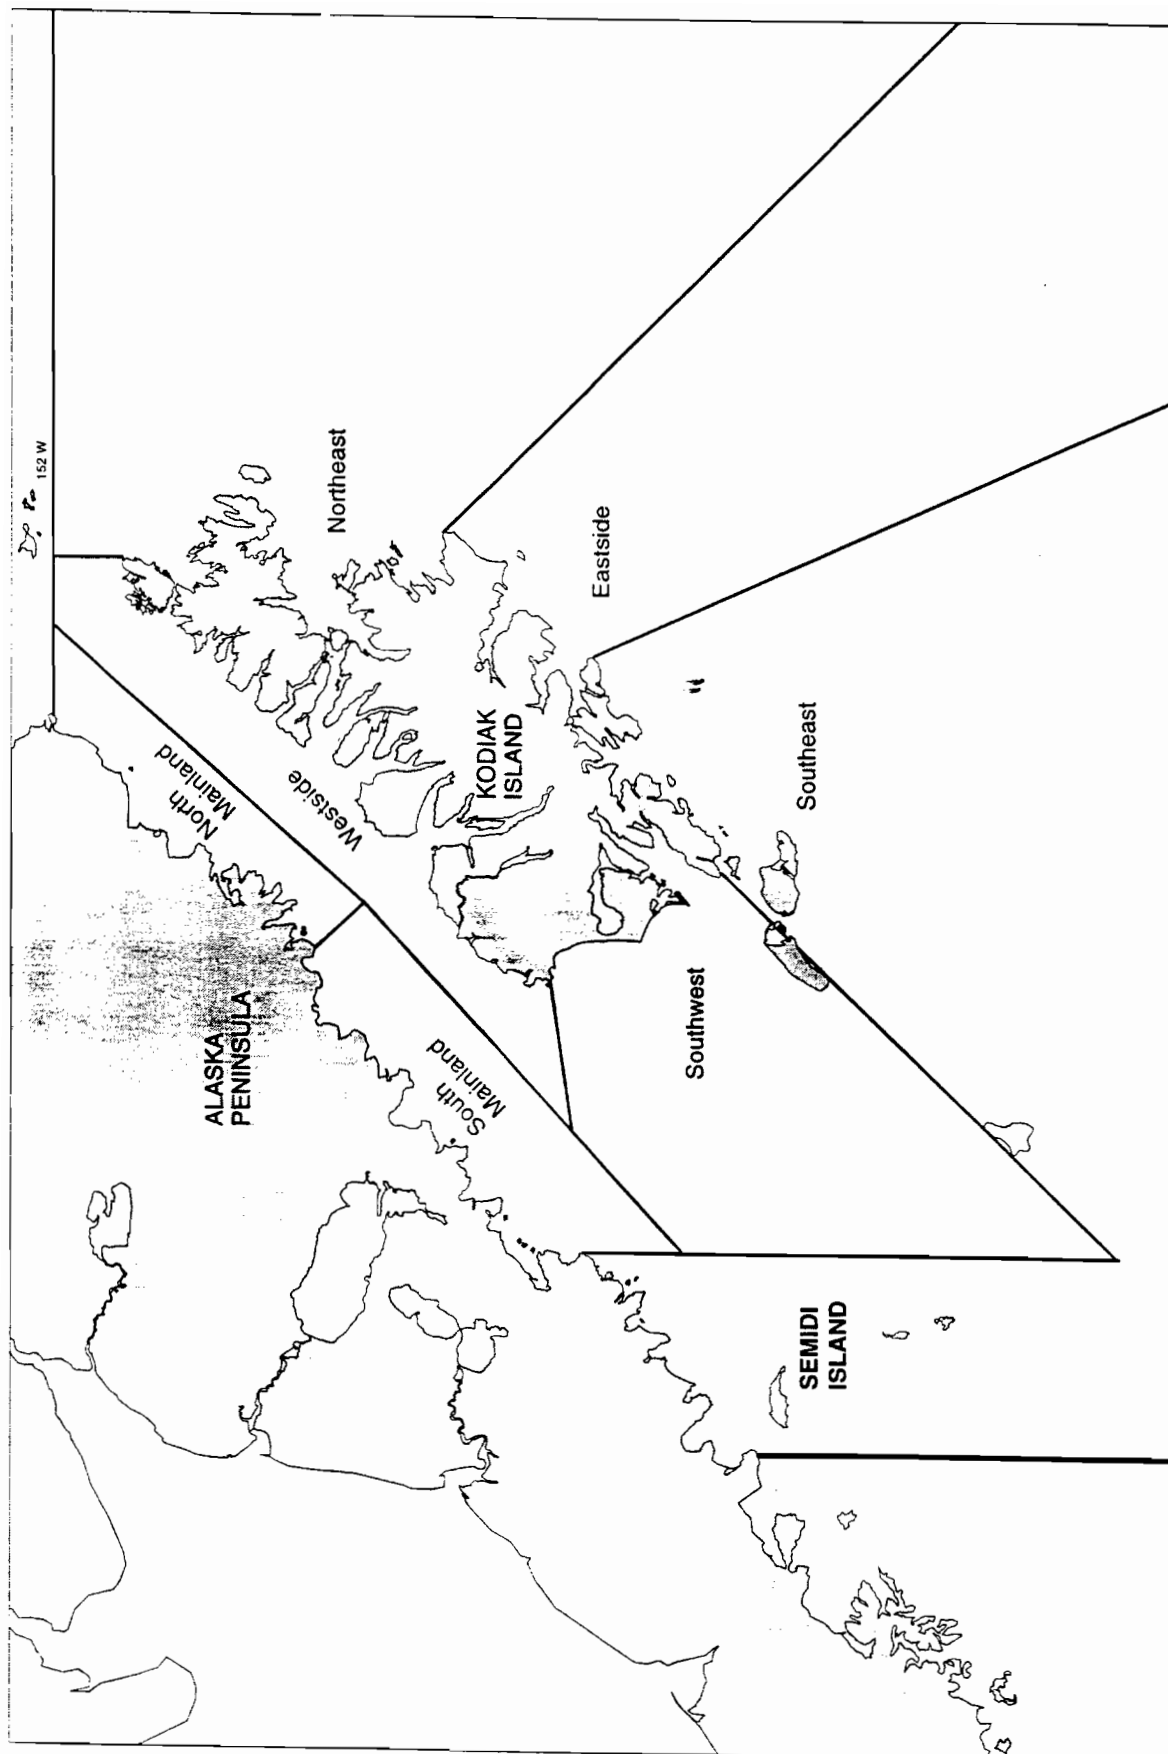 152 W
Northeast
Eastside
North
Mainland
Westside
KODIAK
ISLAND
Southeast
ALASKA
PENINSULA
South
Mainland
Southwest
SEMIDI
ISLAND